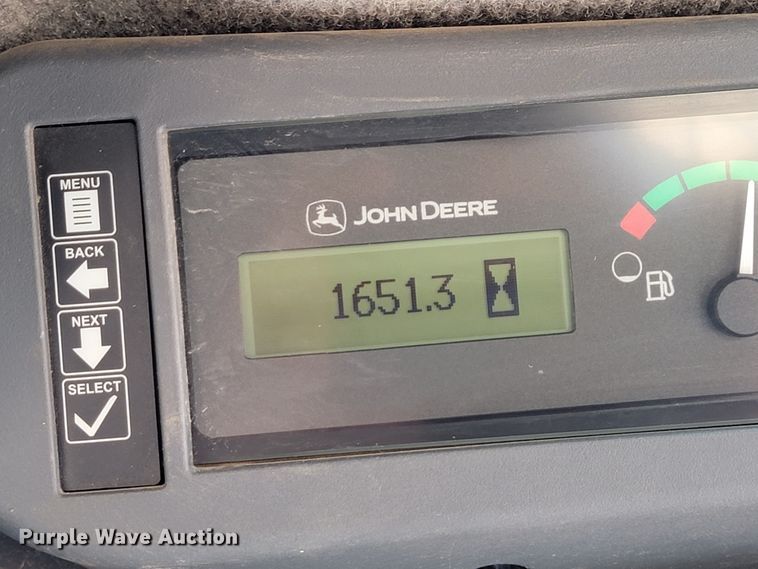 MENU
BACK
NEXT
SELECT
JOHN DEERE
1651.3
Purple Wave Auction